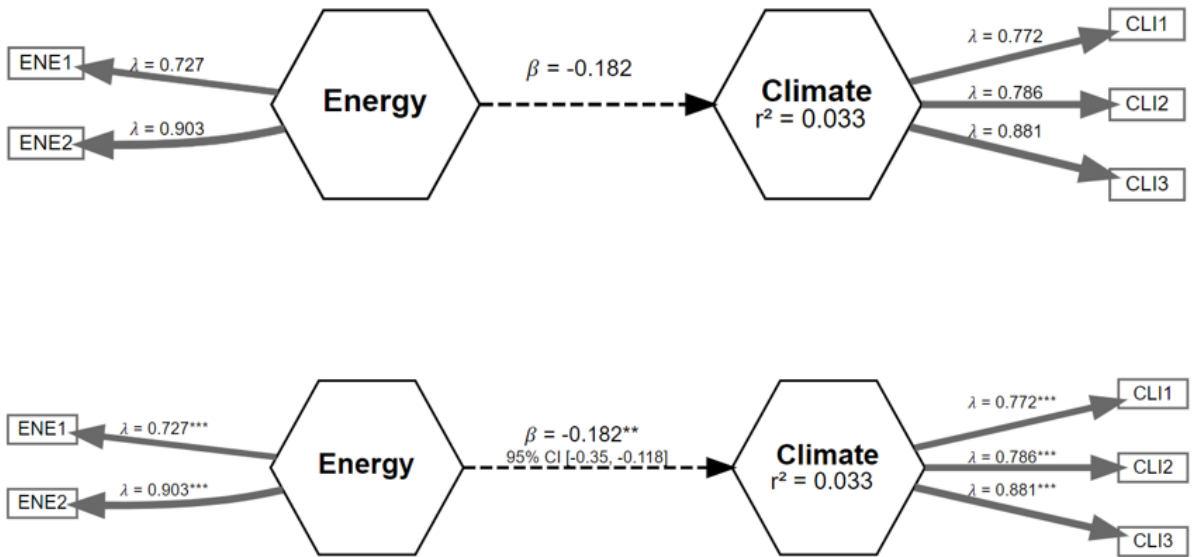 CLI1
λ = 0.772
ENE1
λ = 0.727
β = -0.182
Energy
Climate
λ = 0.786
CLI2
r² = 0.033
ENE2
λ = 0.903
λ = 0.881
CLI3
CLI1
λ = 0.772***
ENE1
λ = 0.727***
β = -0.182**
95% CI [-0.35, -0.118]
Energy
Climate
λ = 0.786***
CLI2
r² = 0.033
ENE2
λ = 0.903***
λ = 0.881***
CLI3